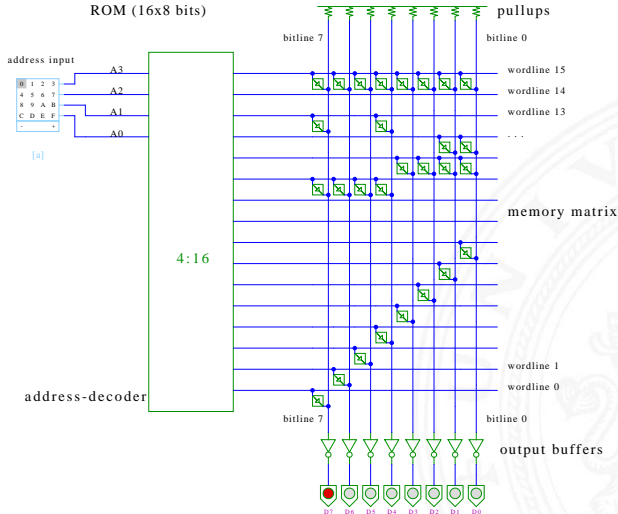 ROM (16x8 bits)
pullups
bitline 7
bitline 0
address input
0 1 2 3
4 5 6 7
8 9 A B
C D E F
- +
[a]
A3
A2
A1
A0
wordline 15
wordline 14
wordline 13
. . .
memory matrix
4:16
wordline 1
wordline 0
address-decoder
bitline 7
bitline 0
output buffers
D7 D6 D5 D4 D3 D2 D1 D0